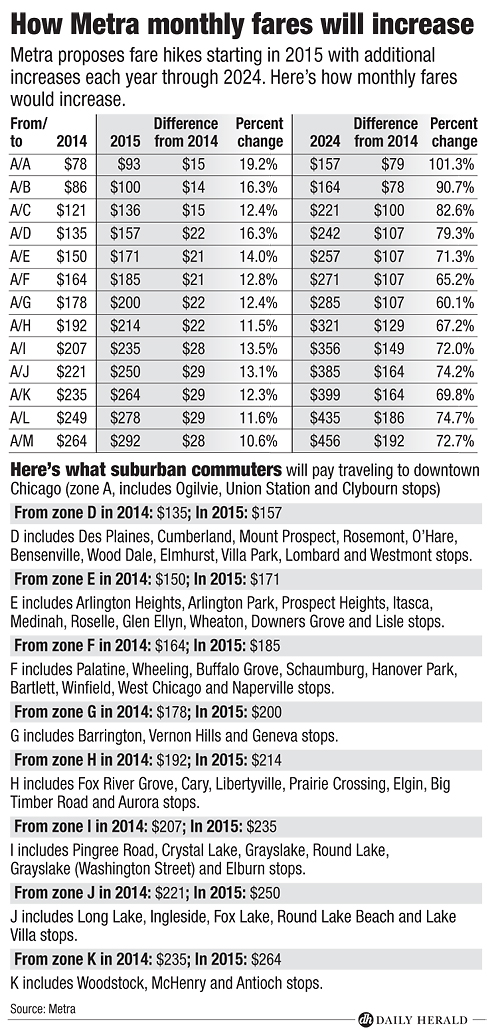 How Metra monthly fares will increase
Metra proposes fare hikes starting in 2015 with additional
increases each year through 2024. Here's how monthly fares
would increase.
From/ Difference Percent Difference Percent
to 2014 2015 from 2014 change 2024 from 2014 change
A/A $78 $93 $15 19.2% $157 $79 101.3%
A/B $86 $100 $14 16.3% $164 $78 90.7%
A/C $121 $136 $15 12.4% $221 $100 82.6%
A/D $135 $157 $22 16.3% $242 $107 79.3%
A/E $150 $171 $21 14.0% $257 $107 71.3%
A/F $164 $185 $21 12.8% $271 $107 65.2%
A/G $178 $200 $22 12.4% $285 $107 60.1%
A/H $192 $214 $22 11.5% $321 $129 67.2%
A/I $207 $235 $28 13.5% $356 $149 72.0%
A/J $221 $250 $29 13.1% $385 $164 74.2%
A/K $235 $264 $29 12.3% $399 $164 69.8%
A/L $249 $278 $29 11.6% $435 $186 74.7%
A/M $264 $292 $28 10.6% $456 $192 72.7%
Here's what suburban commuters will pay traveling to downtown
Chicago (zone A, includes Ogilvie, Union Station and Clybourn stops)
From zone D in 2014: $135; In 2015: $157
D includes Des Plaines, Cumberland, Mount Prospect, Rosemont, O'Hare,
Bensenville, Wood Dale, Elmhurst, Villa Park, Lombard and Westmont stops.
From zone E in 2014: $150; In 2015: $171
E includes Arlington Heights, Arlington Park, Prospect Heights, Itasca,
Medinah, Roselle, Glen Ellyn, Wheaton, Downers Grove and Lisle stops.
From zone F in 2014: $164; In 2015: $185
F includes Palatine, Wheeling, Buffalo Grove, Schaumburg, Hanover Park,
Bartlett, Winfield, West Chicago and Naperville stops.
From zone G in 2014: $178; In 2015: $200
G includes Barrington, Vernon Hills and Geneva stops.
From zone H in 2014: $192; In 2015: $214
H includes Fox River Grove, Cary, Libertyville, Prairie Crossing, Elgin, Big
Timber Road and Aurora stops.
From zone I in 2014: $207; In 2015: $235
I includes Pingree Road, Crystal Lake, Grayslake, Round Lake,
Grayslake (Washington Street) and Elburn stops.
From zone J in 2014: $221; In 2015: $250
J includes Long Lake, Ingleside, Fox Lake, Round Lake Beach and Lake
Villa stops.
From zone K in 2014: $235; In 2015: $264
K includes Woodstock, McHenry and Antioch stops.
Source: Metra
dh DAILY HERALD